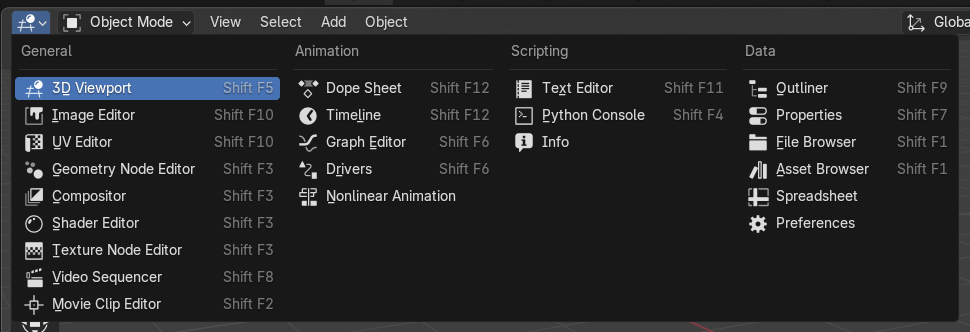 Object Mode View Select Add Object
General
3D Viewport Shift F5
Image Editor Shift F10
UV Editor Shift F10
Geometry Node Editor Shift F3
Compositor Shift F3
Shader Editor Shift F3
Texture Node Editor Shift F3
Video Sequencer Shift F8
Movie Clip Editor Shift F2
Animation
Dope Sheet Shift F12
Timeline Shift F12
Graph Editor Shift F6
Drivers Shift F6
Nonlinear Animation
Scripting
Text Editor Shift F11
Python Console Shift F4
Info
Data
Outliner Shift F9
Properties Shift F7
File Browser Shift F1
Asset Browser Shift F1
Spreadsheet
Preferences